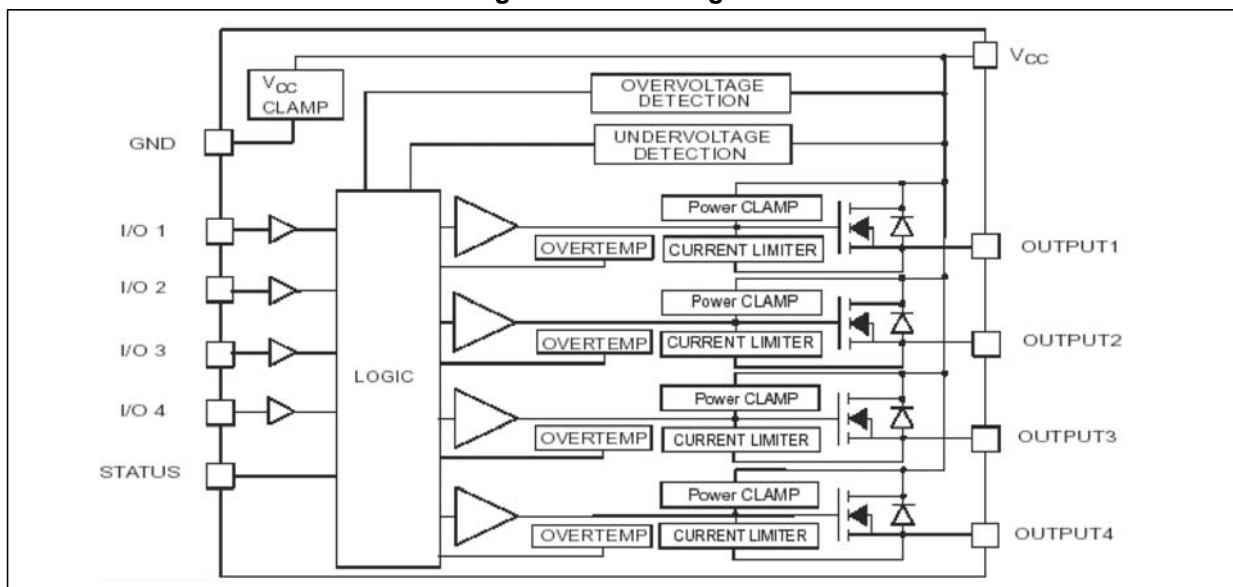 VCC
CLAMP
OVERVOLTAGE
DETECTION
VCC
GND
UNDERVOLTAGE
DETECTION
I/O 1
Power CLAMP
OVERTEMP
CURRENT LIMITER
OUTPUT1
I/O 2
Power CLAMP
OVERTEMP
CURRENT LIMITER
OUTPUT2
I/O 3
LOGIC
I/O 4
Power CLAMP
OVERTEMP
CURRENT LIMITER
OUTPUT3
STATUS
Power CLAMP
OVERTEMP
CURRENT LIMITER
OUTPUT4